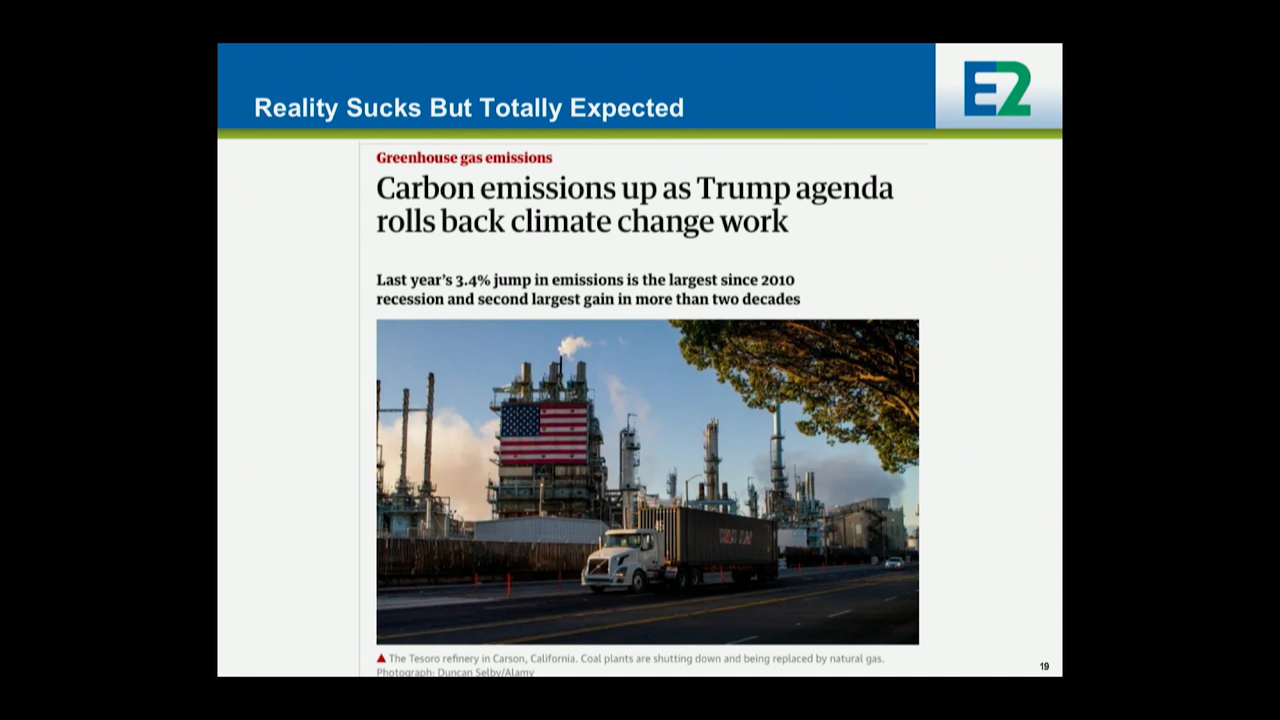 Reality Sucks But Totally Expected
E2
Greenhouse gas emissions
Carbon emissions up as Trump agenda
rolls back climate change work
Last year's 3.4% jump in emissions is the largest since 2010
recession and second largest gain in more than two decades
The Tesoro refinery in Carson, California. Coal plants are shutting down and being replaced by natural gas.
Photograph: Duncan Selby/Alamy
19